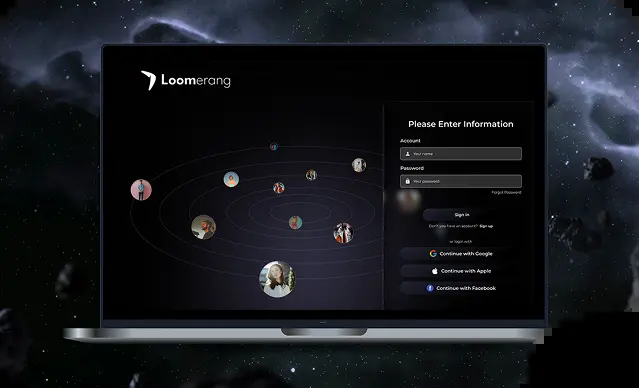 Loomerang
Please Enter Information
Account
Your name
Password
Your password
Forgot Password
Sign in
Don't you have an account? Sign up
or login with
Continue with Google
Continue with Apple
Continue with Facebook